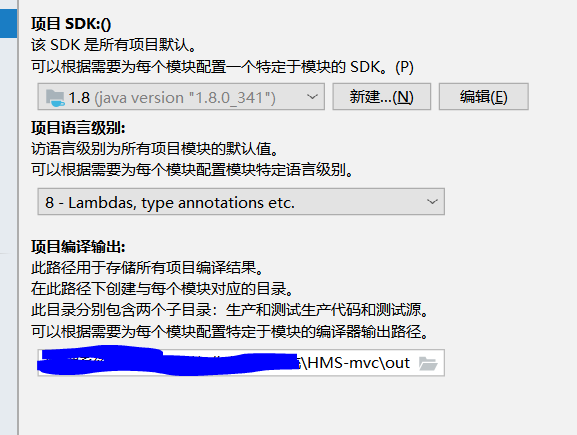 项目 SDK:()
该 SDK 是所有项目默认。
可以根据需要为每个模块配置一个特定于模块的 SDK。(P)
1.8 (java version "1.8.0_341") 新建...(N) 编辑(E)
项目语言级别:
访语言级别为所有项目模块的默认值。
可以根据需要为每个模块配置模块特定语言级别。
8 - Lambdas, type annotations etc.
项目编译输出:
此路径用于存储所有项目编译结果。
在此路径下创建与每个模块对应的目录。
此目录分别包含两个子目录：生产和测试生产代码和测试源。
可以根据需要为每个模块配置特定于模块的编译器输出路径。
\HMS-mvc\out